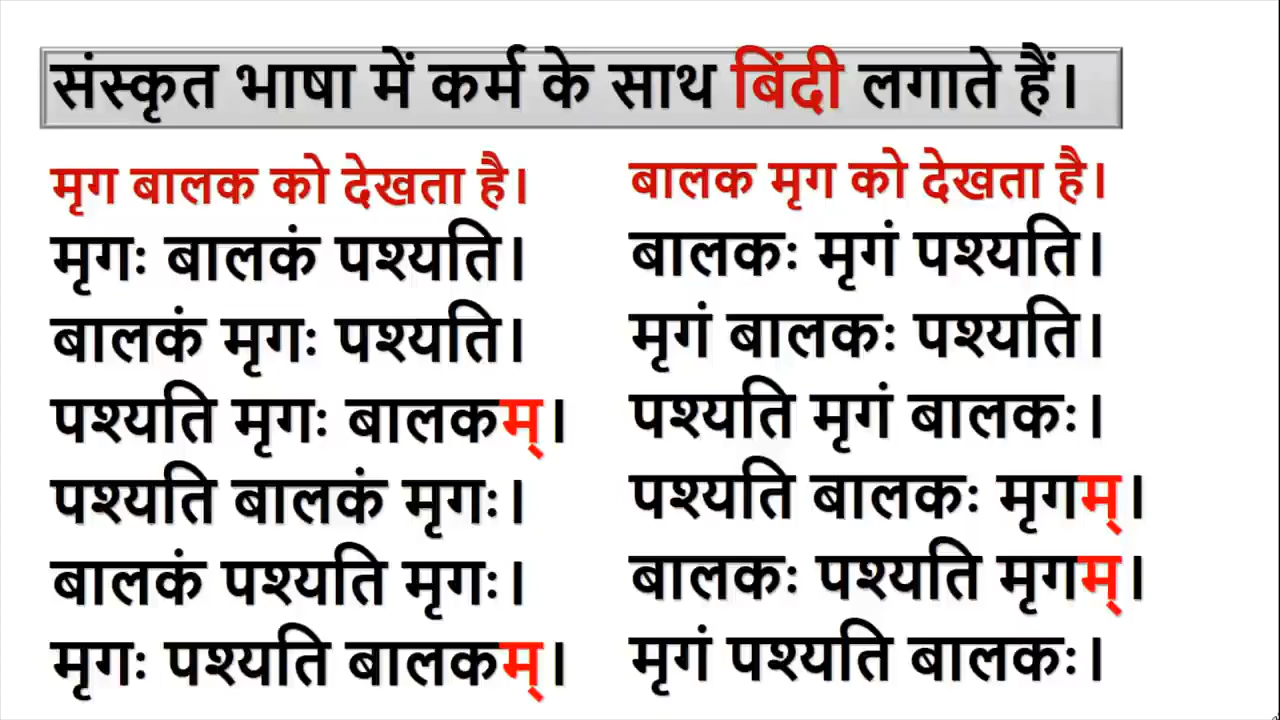 संस्कृत भाषा में कर्म के साथ बिंदी लगाते हैं।
मृग बालक को देखता है।
मृगः बालकं पश्यति।
बालकं मृगः पश्यति।
पश्यति मृगः बालकम्।
पश्यति बालकं मृगः।
बालकं पश्यति मृगः।
मृगः पश्यति बालकम्।
बालक मृग को देखता है।
बालकः मृगं पश्यति।
मृगं बालकः पश्यति।
पश्यति मृगं बालकः।
पश्यति बालकः मृगम्।
बालकः पश्यति मृगम्।
मृगं पश्यति बालकः।